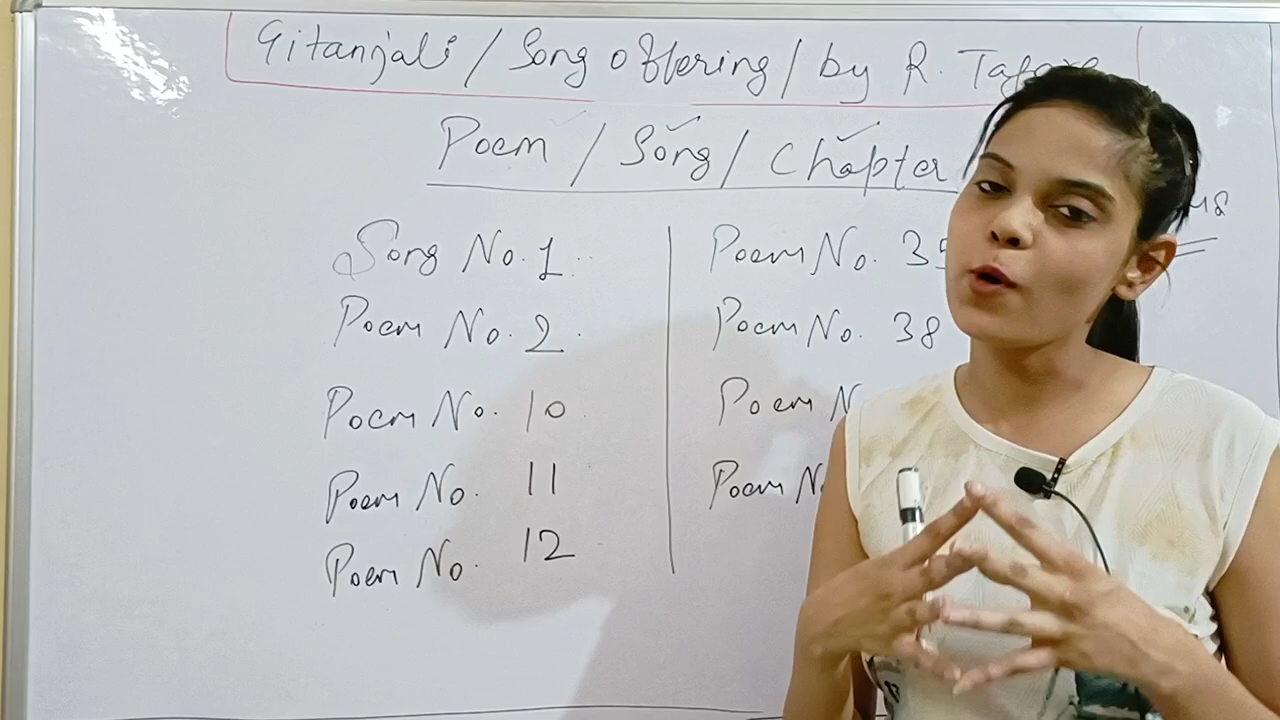 Gitanjali / Song offering / by R. Tagore
Poem / Song / Chapter
Song No. 1
Poem No. 2
Poem No. 10
Poem No. 11
Poem No. 12
Poem No. 35
Poem No. 38
Poem
Poem